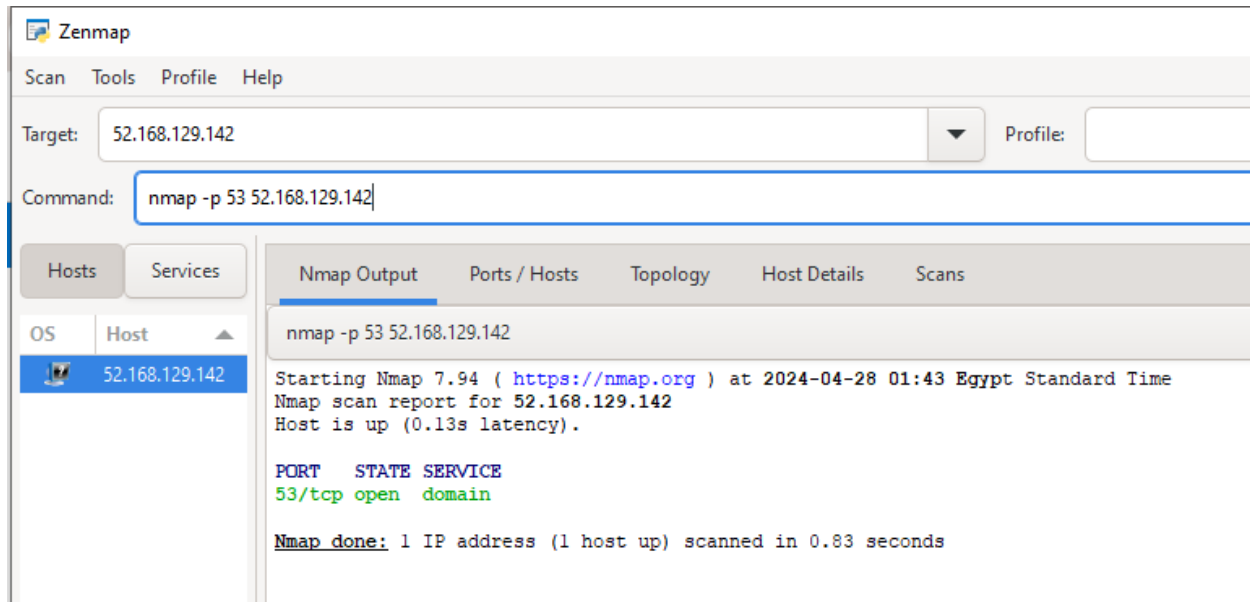 Zenmap
Scan Tools Profile Help
Target: 52.168.129.142 Profile:
Command: nmap -p 53 52.168.129.142
Hosts Services Nmap Output Ports / Hosts Topology Host Details Scans
OS Host nmap -p 53 52.168.129.142
52.168.129.142
Starting Nmap 7.94 ( https://nmap.org ) at 2024-04-28 01:43 Egypt Standard Time
Nmap scan report for 52.168.129.142
Host is up (0.13s latency).
PORT STATE SERVICE
53/tcp open domain
Nmap done: 1 IP address (1 host up) scanned in 0.83 seconds